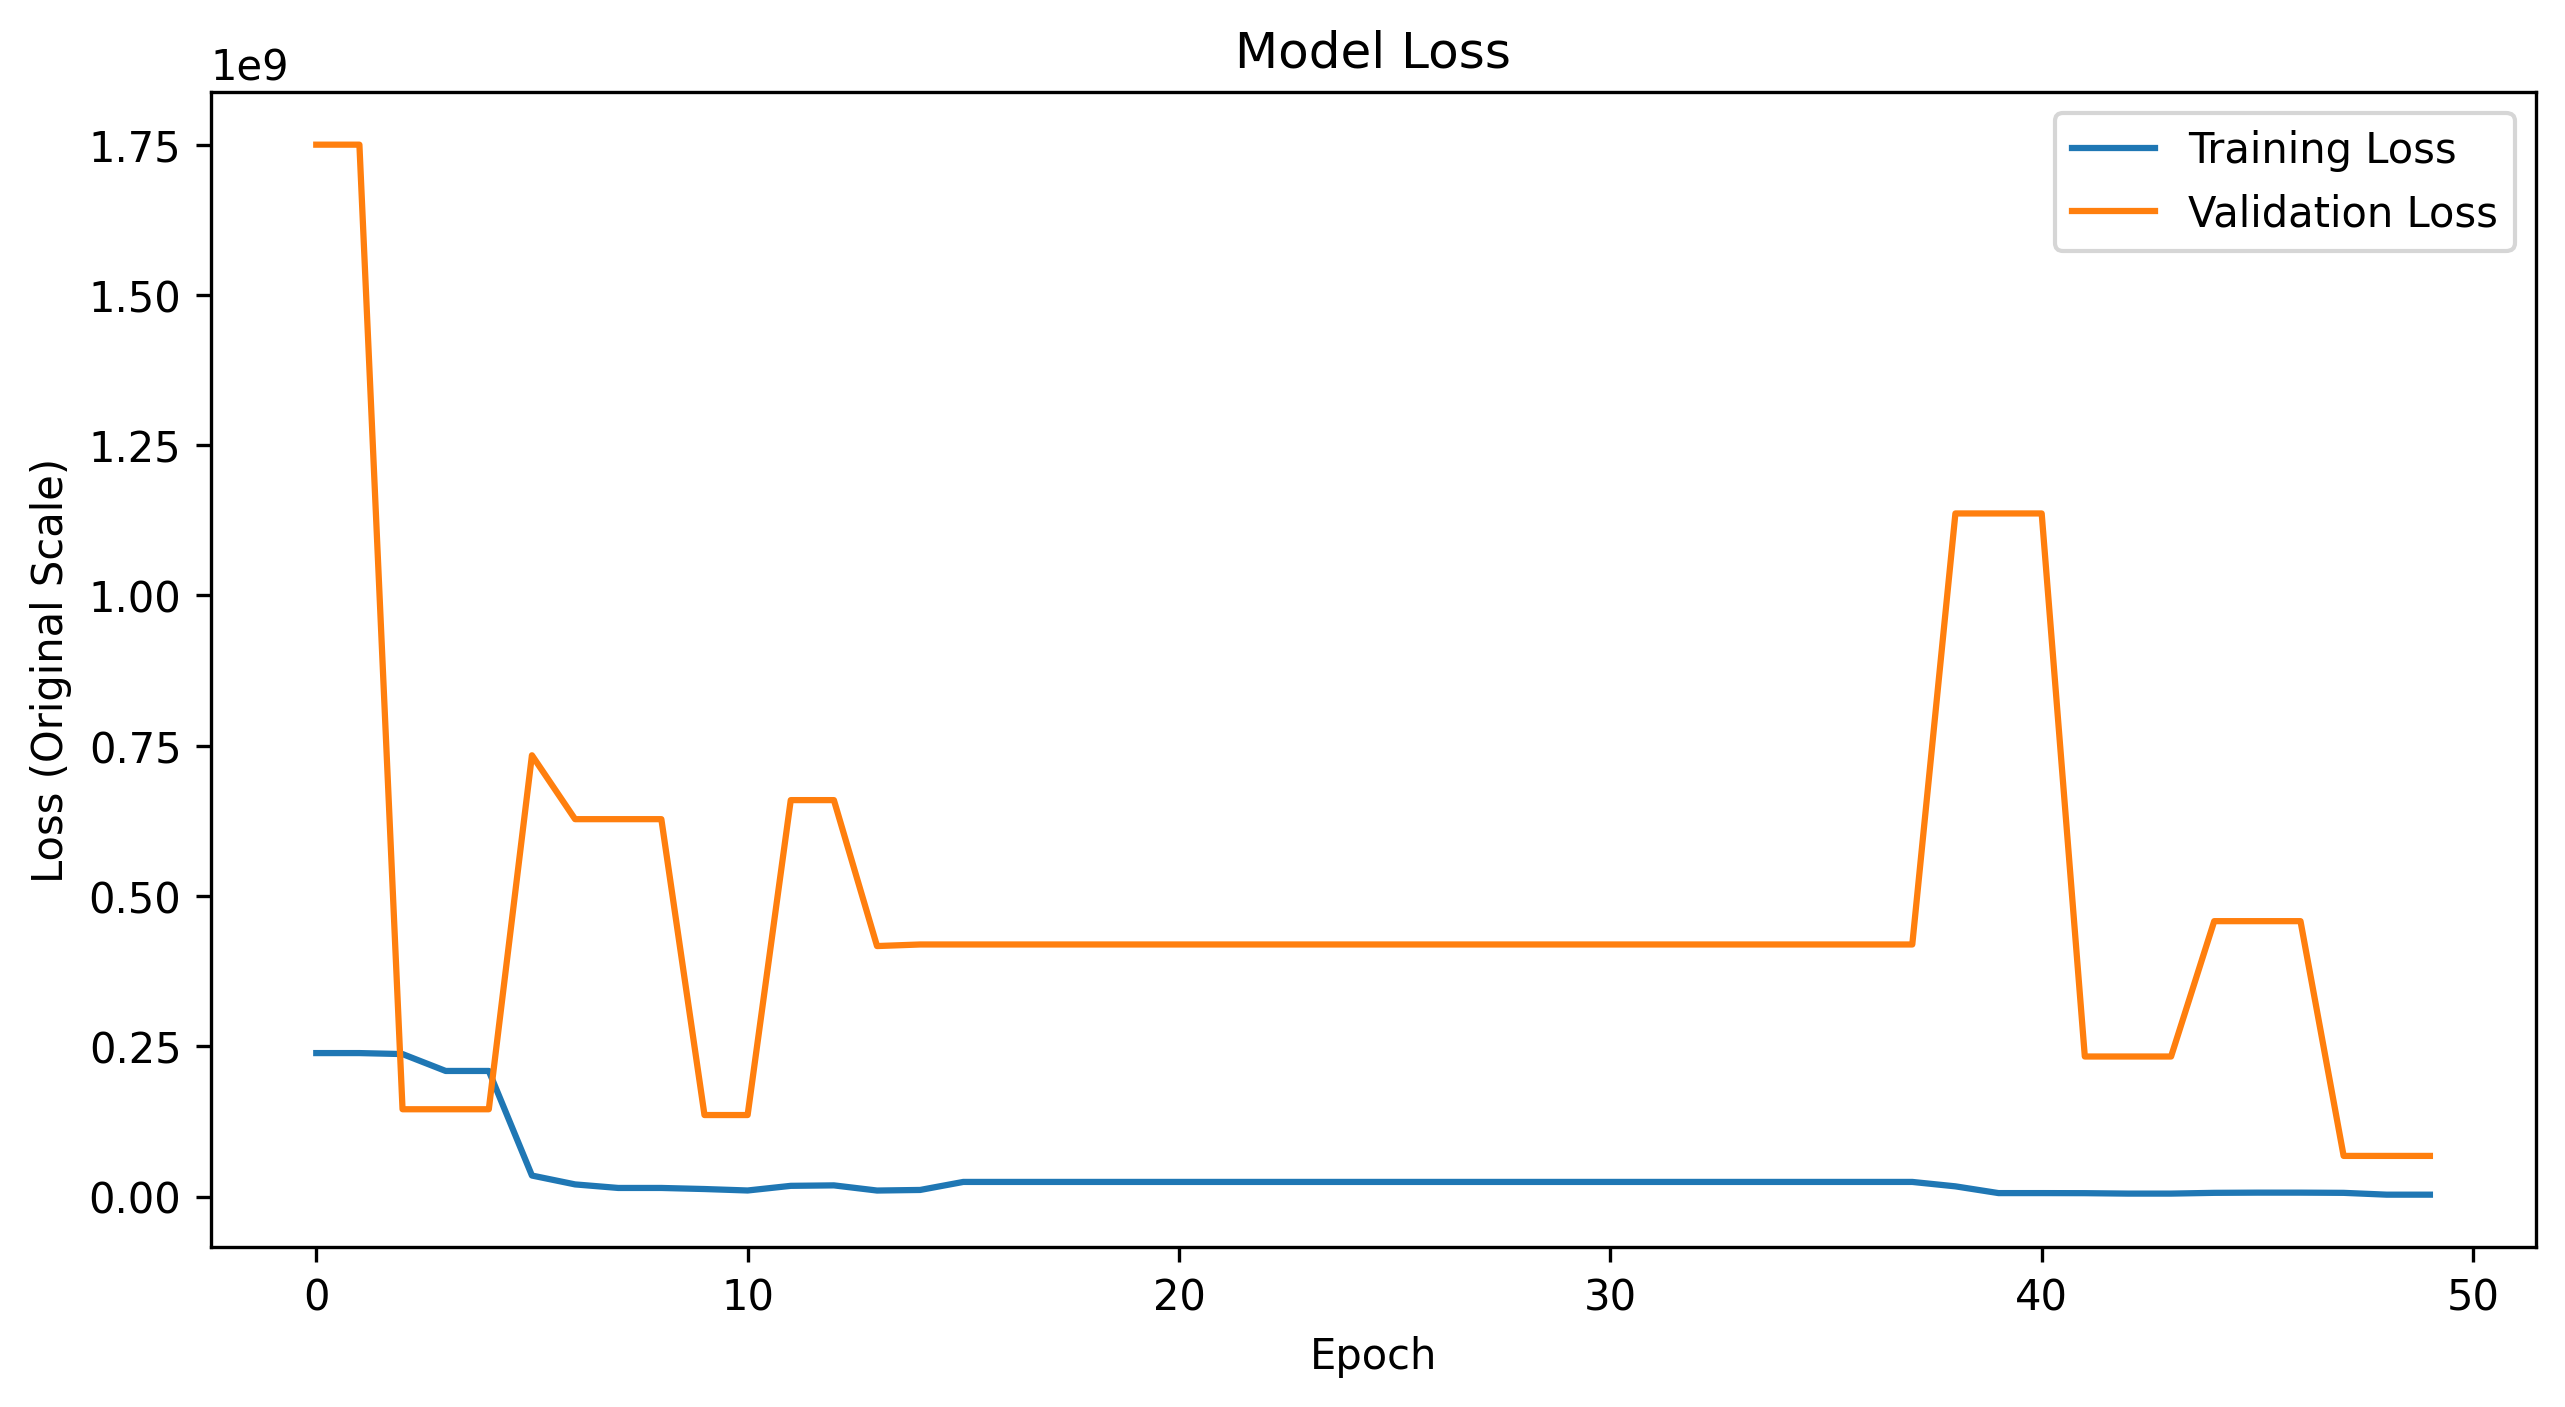 Model Loss
1e9
1.75
1.50
1.25
1.00
0.75
0.50
0.25
0.00
Loss (Original Scale)
Training Loss
Validation Loss
0 10 20 30 40 50
Epoch